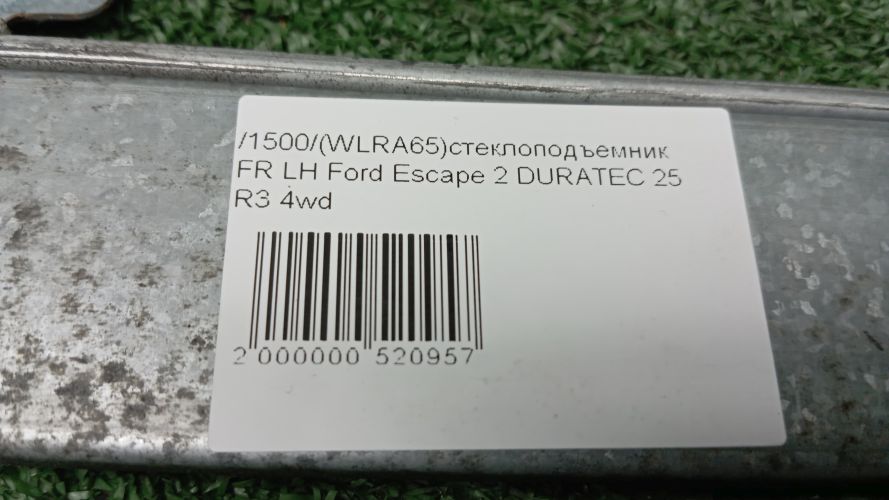 /1500/(WLRA65)стеклоподъемник
FR LH Ford Escape 2 DURATEC 25
R3 4wd
2 000000 520957